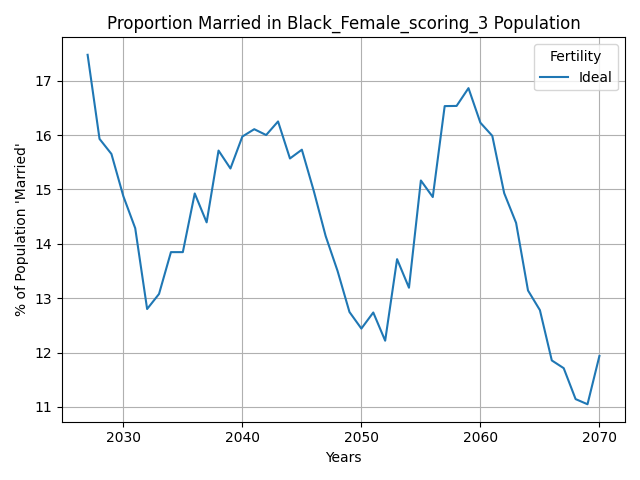 Proportion Married in Black_Female_scoring_3 Population
% of Population 'Married'
17
16
15
14
13
12
11
Fertility
Ideal
2030 2040 2050 2060 2070
Years